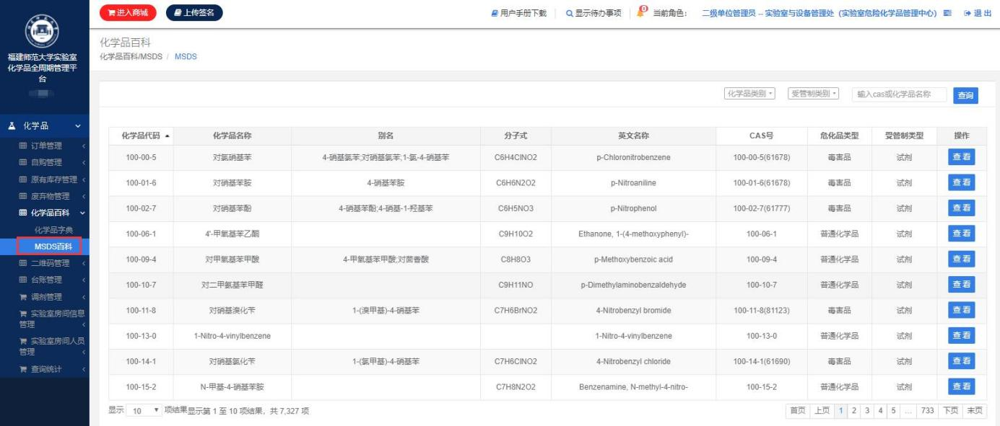 进入商城 上传签名 用户手册下载 显示待办事项 0 当前角色： 二级单位管理员 -- 实验室与设备管理处 (实验室危险化学品管理中心) 退 出
福建师范大学实验室
化学品全周期管理平
台
化学品
订单管理
自购管理
原有库存管理
废弃物管理
化学品百科
化学品字典
MSDS百科
二维码管理
台账管理
调剂管理
实验室房间信息
管理
实验室房间人员
管理
查询统计
化学品百科
化学品百科/MSDS / MSDS
化学品类别 受管制类别 输入cas或化学品名称 查询
化学品代码 化学品名称 别名 分子式 英文名称 CAS号 危化品类型 受管制类型 操作
100-00-5 对氯硝基苯 4-硝基氯苯;对硝基氯苯;1-氯-4-硝基苯 C6H4ClNO2 p-Chloronitrobenzene 100-00-5(61678) 毒害品 试剂 查看
100-01-6 对硝基苯胺 4-硝基苯胺 C6H6N2O2 p-Nitroaniline 100-01-6(61678) 毒害品 试剂 查看
100-02-7 对硝基苯酚 4-硝基苯酚;4-硝基-1-羟基苯 C6H5NO3 p-Nitrophenol 100-02-7(61777) 毒害品 试剂 查看
100-06-1 4'-甲氧基苯乙酮 C9H10O2 Ethanone, 1-(4-methoxyphenyl)- 100-06-1 普通化学品 试剂 查看
100-09-4 对甲氧基苯甲酸 4-甲氧基苯甲酸;对茴香酸 C8H8O3 p-Methoxybenzoic acid 100-09-4 普通化学品 试剂 查看
100-10-7 对二甲氨基苯甲醛 C9H11NO p-Dimethylaminobenzaldehyde 100-10-7 普通化学品 试剂 查看
100-11-8 对硝基溴化苄 1-(溴甲基)-4-硝基苯 C7H6BrNO2 4-Nitrobenzyl bromide 100-11-8(81123) 毒害品 试剂 查看
100-13-0 1-Nitro-4-vinylbenzene 1-Nitro-4-vinylbenzene 100-13-0 普通化学品 试剂 查看
100-14-1 对硝基氯化苄 1-(氯甲基)-4-硝基苯 C7H6ClNO2 4-Nitrobenzyl chloride 100-14-1(61690) 毒害品 试剂 查看
100-15-2 N-甲基-4-硝基苯胺 C7H8N2O2 Benzenamine, N-methyl-4-nitro- 100-15-2 普通化学品 试剂 查看
显示 10 项结果显示第 1 至 10 项结果，共 7,327 项 首页 上页 1 2 3 4 5 ... 733 下页 末页